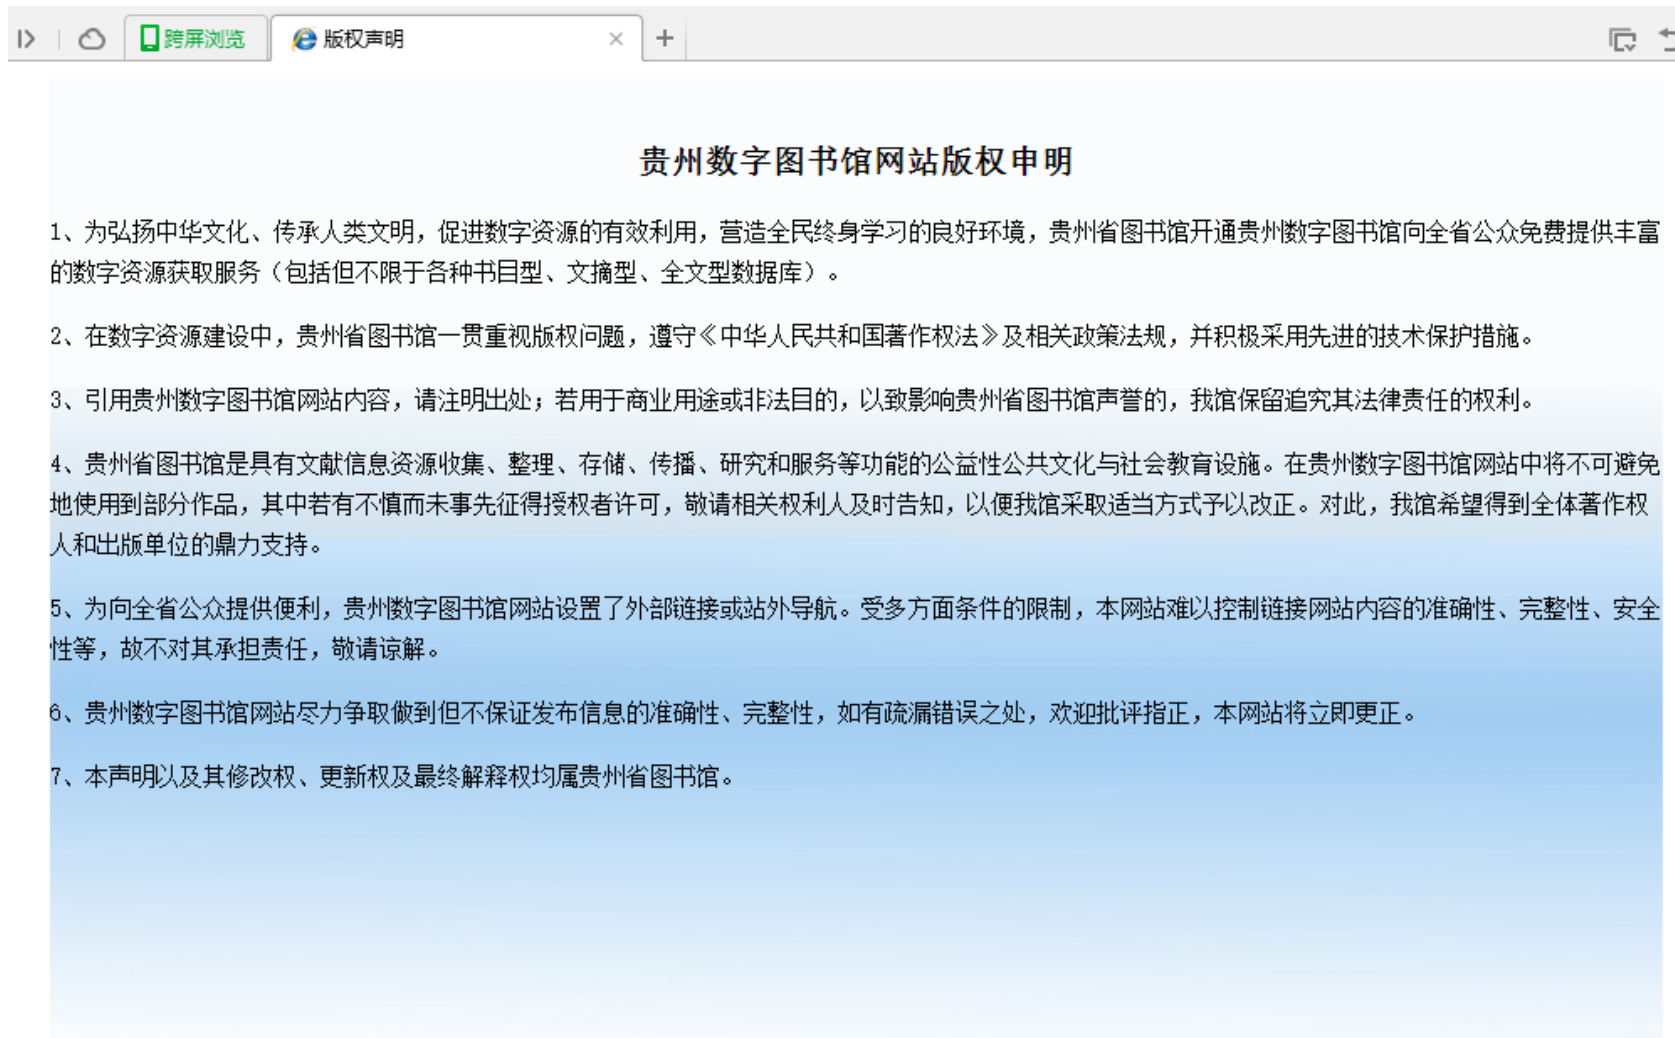 跨屏浏览
版权声明
贵州数字图书馆网站版权申明
1、为弘扬中华文化、传承人类文明，促进数字资源的有效利用，营造全民终身学习的良好环境，贵州省图书馆开通贵州数字图书馆向全省公众免费提供丰富
的数字资源获取服务（包括但不限于各种书目型、文摘型、全文型数据库）。
2、在数字资源建设中，贵州省图书馆一贯重视版权问题，遵守《中华人民共和国著作权法》及相关政策法规，并积极采用先进的技术保护措施。
3、引用贵州数字图书馆网站内容，请注明出处；若用于商业用途或非法目的，以致影响贵州省图书馆声誉的，我馆保留追究其法律责任的权利。
4、贵州省图书馆是具有文献信息资源收集、整理、存储、传播、研究和服务等功能的公益性公共文化与社会教育设施。在贵州数字图书馆网站中将不可避免
地使用到部分作品，其中若有不慎而未事先征得授权者许可，敬请相关权利人及时告知，以便我馆采取适当方式予以改正。对此，我馆希望得到全体著作权
人和出版单位的鼎力支持。
5、为向全省公众提供便利，贵州数字图书馆网站设置了外部链接或站外导航。受多方面条件的限制，本网站难以控制链接网站内容的准确性、完整性、安全
性等，故不对其承担责任，敬请谅解。
6、贵州数字图书馆网站尽力争取做到但不保证发布信息的准确性、完整性，如有疏漏错误之处，欢迎批评指正，本网站将立即更正。
7、本声明以及其修改权、更新权及最终解释权均属贵州省图书馆。